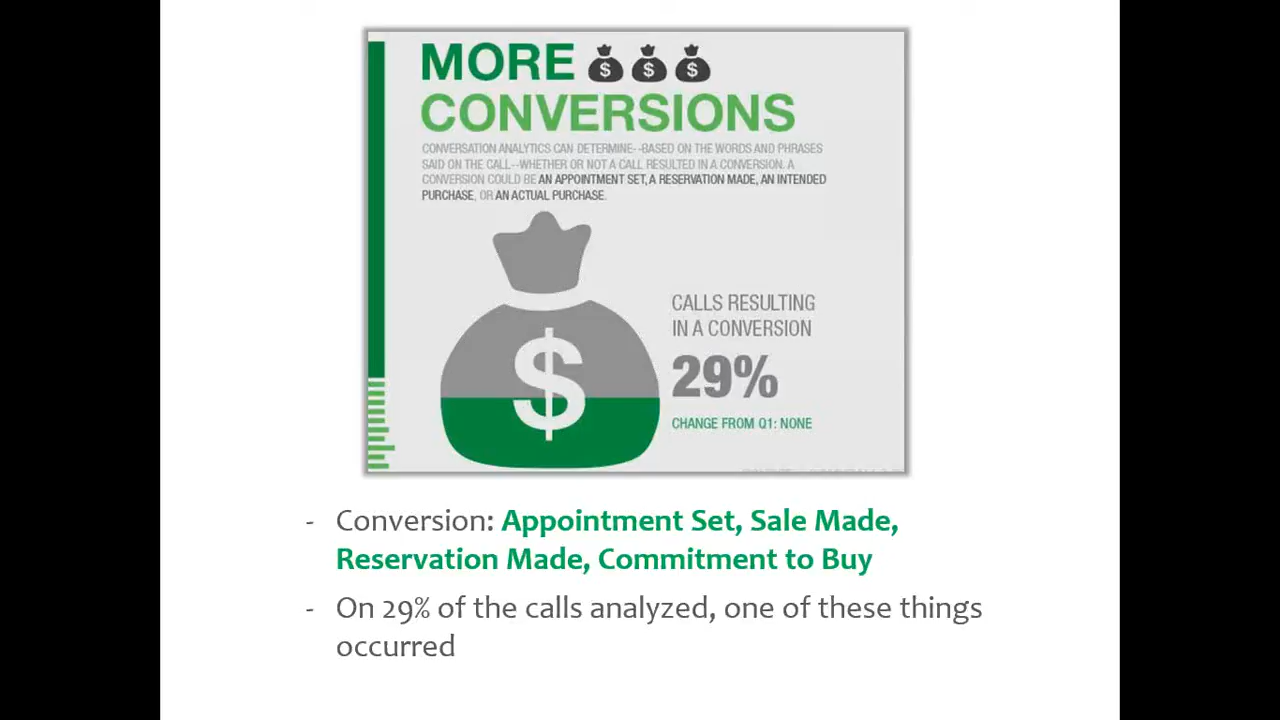 MORE $ $ $
CONVERSIONS
CONVERSATION ANALYTICS CAN DETERMINE--BASED ON THE WORDS AND PHRASES
SAID ON THE CALL--WHETHER OR NOT A CALL RESULTED IN A CONVERSION. A
CONVERSION COULD BE AN APPOINTMENT SET, A RESERVATION MADE, AN INTENDED
PURCHASE, OR AN ACTUAL PURCHASE.
$
CALLS RESULTING
IN A CONVERSION
29%
CHANGE FROM Q1: NONE
- Conversion: Appointment Set, Sale Made,
Reservation Made, Commitment to Buy
- On 29% of the calls analyzed, one of these things
occurred